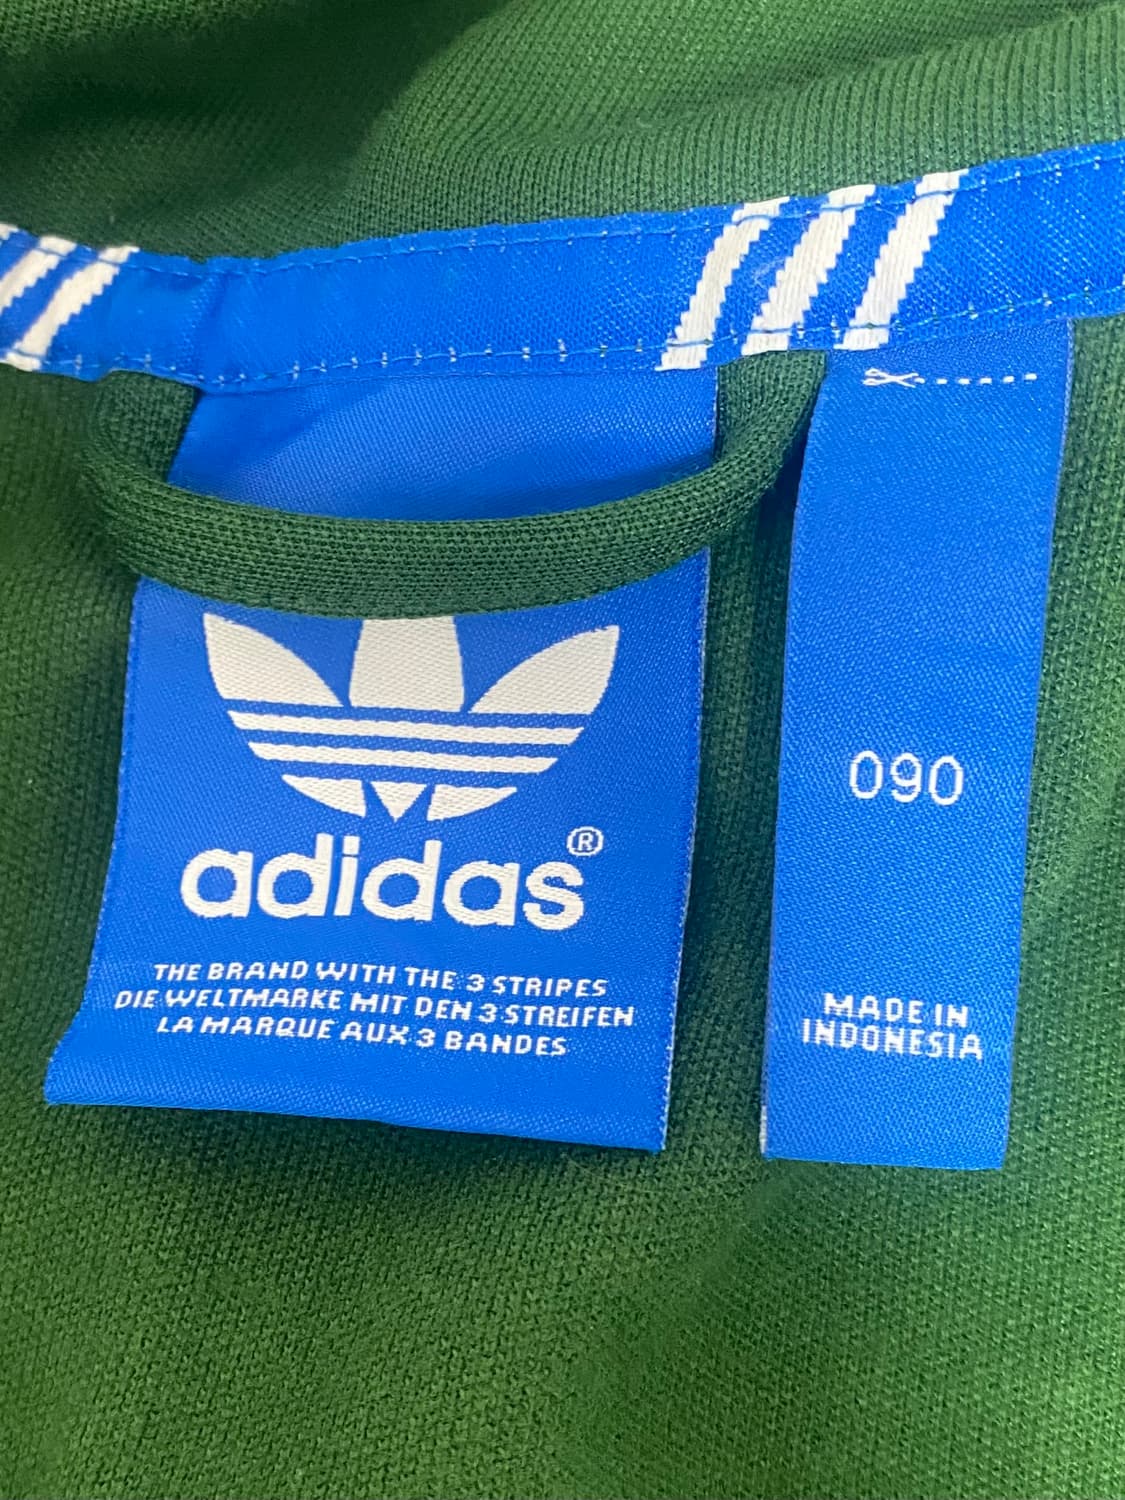 adidas®
THE BRAND WITH THE 3 STRIPES
DIE WELTMARKE MIT DEN 3 STREIFEN
LA MARQUE AUX 3 BANDES
090
MADE IN
INDONESIA